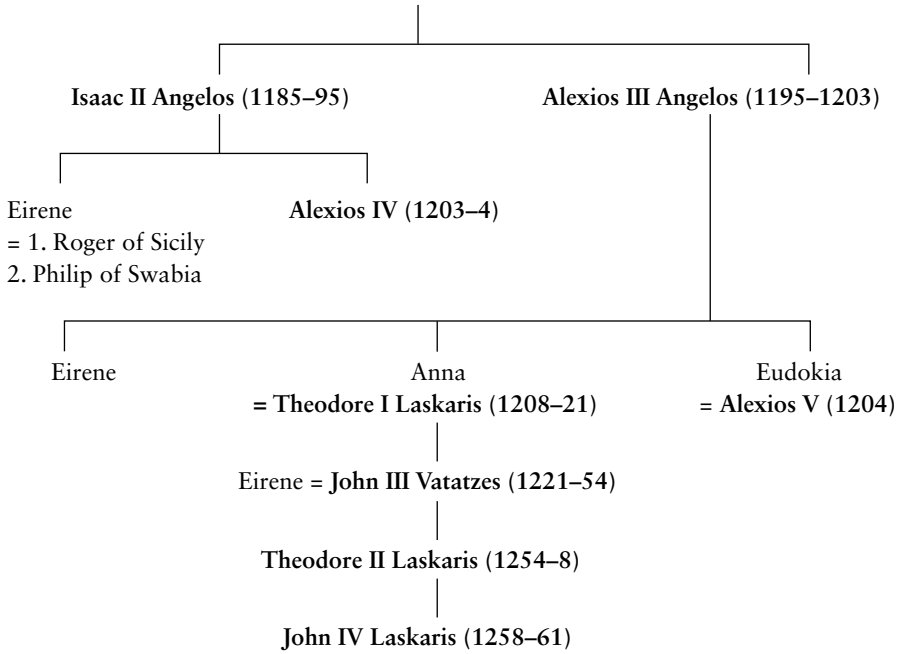 Isaac II Angelos (1185–95)
Alexios III Angelos (1195–1203)
Eirene
= 1. Roger of Sicily
2. Philip of Swabia
Alexios IV (1203–4)
Eirene
Anna
= Theodore I Laskaris (1208–21)
Eudokia
= Alexios V (1204)
Eirene = John III Vatatzes (1221–54)
Theodore II Laskaris (1254–8)
John IV Laskaris (1258–61)